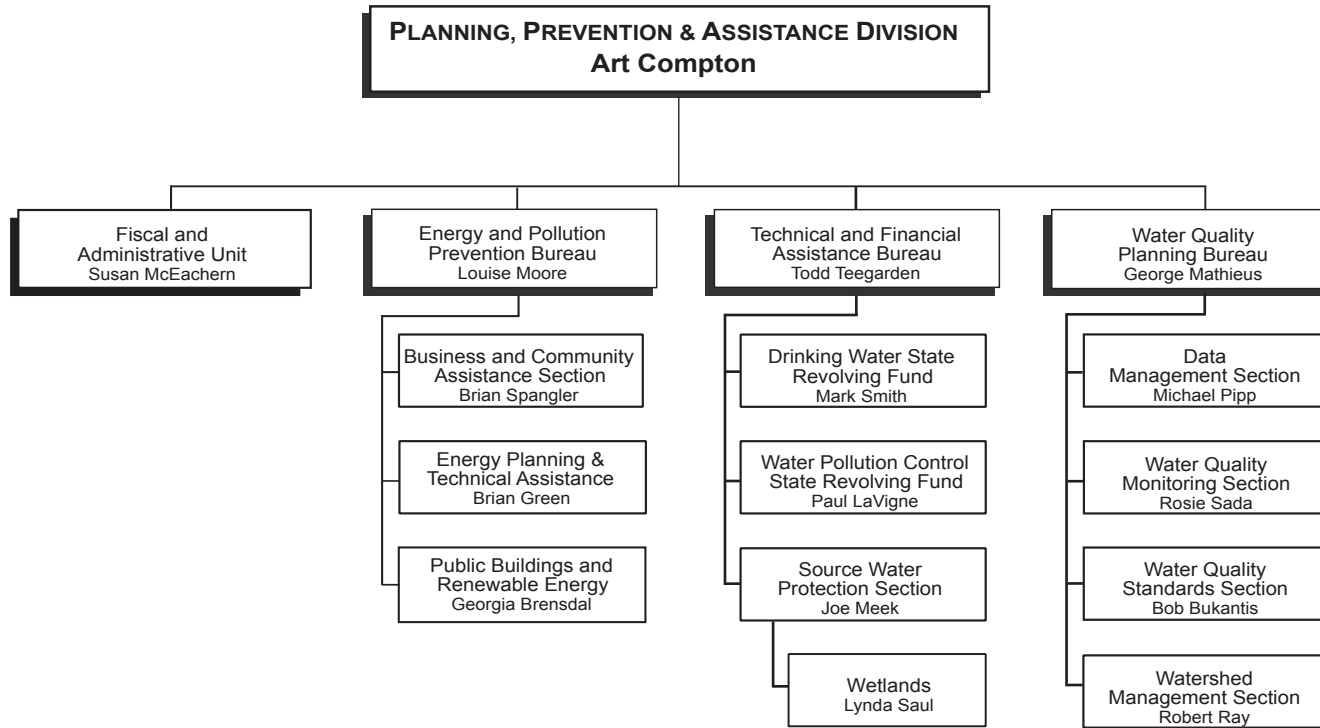 PLANNING, PREVENTION & ASSISTANCE DIVISION
Art Compton
Fiscal and
Administrative Unit
Susan McEachern
Energy and Pollution
Prevention Bureau
Louise Moore
Business and Community
Assistance Section
Brian Spangler
Energy Planning &
Technical Assistance
Brian Green
Public Buildings and
Renewable Energy
Georgia Brensdal
Technical and Financial
Assistance Bureau
Todd Teegarden
Drinking Water State
Revolving Fund
Mark Smith
Water Pollution Control
State Revolving Fund
Paul LaVigne
Source Water
Protection Section
Joe Meek
Wetlands
Lynda Saul
Water Quality
Planning Bureau
George Mathieus
Data
Management Section
Michael Pipp
Water Quality
Monitoring Section
Rosie Sada
Water Quality
Standards Section
Bob Bukantis
Watershed
Management Section
Robert Ray